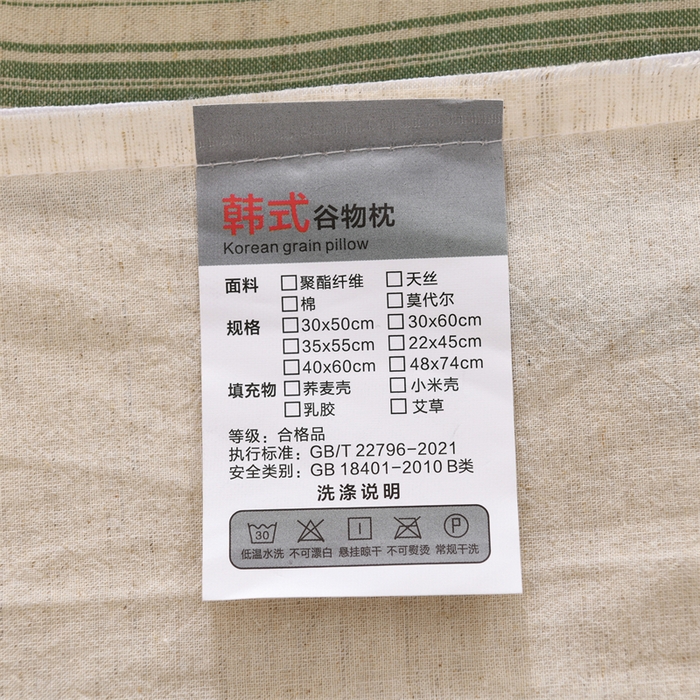 韩式谷物枕
Korean grain pillow
面料 □聚酯纤维 □天丝
□棉 □莫代尔
规格 □30x50cm □30x60cm
□35x55cm □22x45cm
□40x60cm □48x74cm
填充物 □荞麦壳 □小米壳
□乳胶 □艾草
等级：合格品
执行标准：GB/T 22796-2021
安全类别：GB 18401-2010 B类
洗涤说明
30 P
低温水洗 不可漂白 悬挂晾干 不可熨烫 常规干洗